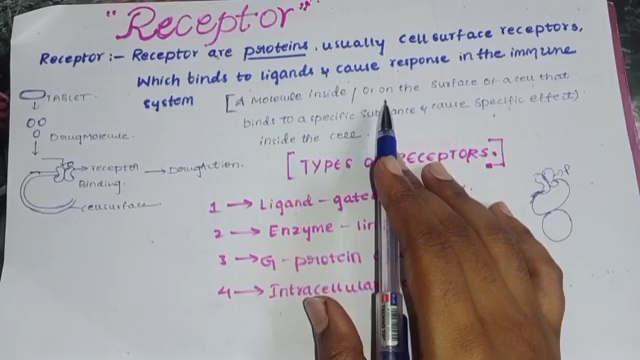 "Receptor"
Receptor :- Receptor are proteins, usually cell surface receptors,
Which binds to ligands & cause response in the immune
system [A Molecule inside / or on the surface of a cell that
binds to a specific substance & cause specific effect)
inside the cell.
TABLET.
Drug molecule.
receptor → Drug Action.
Binding.
cell surface
[TYPES OF RECEPTORS.]
1 → Ligand - gate
2 → Enzyme - lin
3 → G - protein
4 → Intracellula